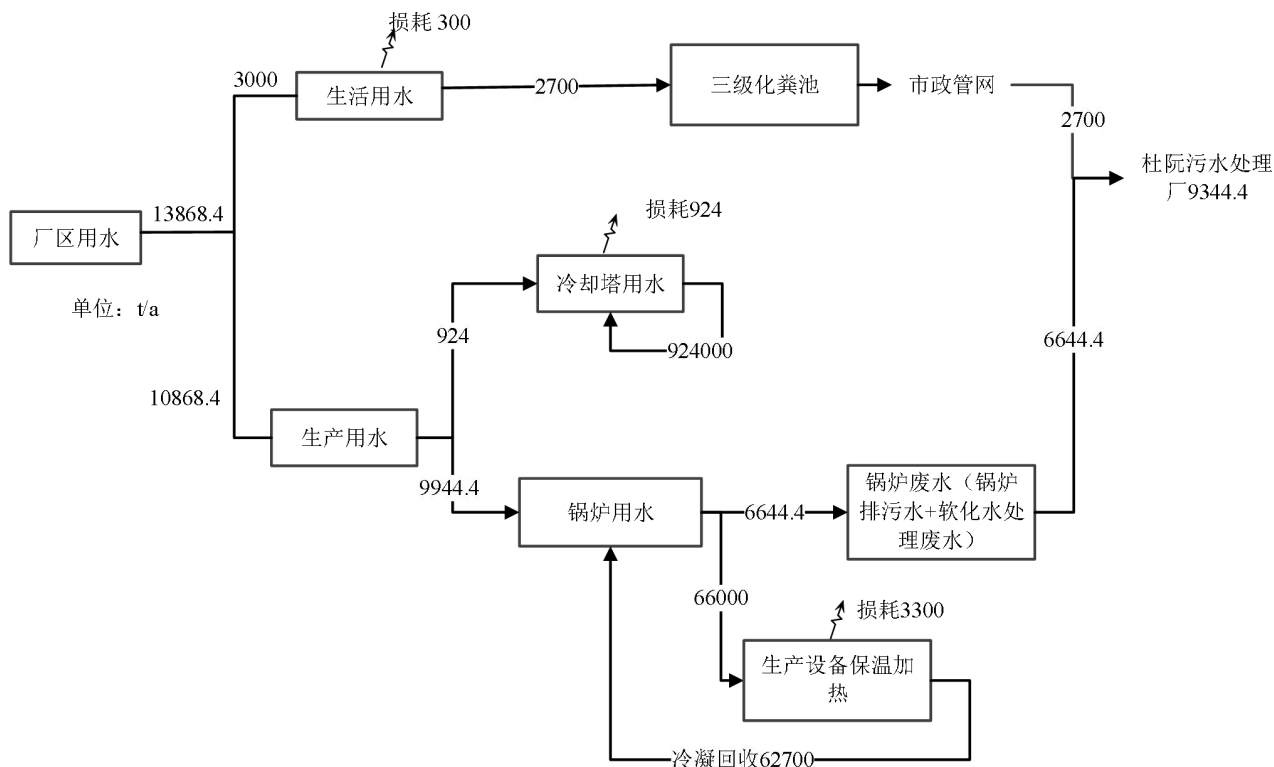 损耗 300
3000
生活用水
2700
三级化粪池
市政管网
2700
杜阮污水处理
厂9344.4
13868.4
厂区用水
单位：t/a
损耗924
冷却塔用水
924
924000
6644.4
10868.4
生产用水
9944.4
锅炉用水
6644.4
锅炉废水（锅炉
排污水+软化水处
理废水）
66000
损耗3300
生产设备保温加
热
冷凝回收62700